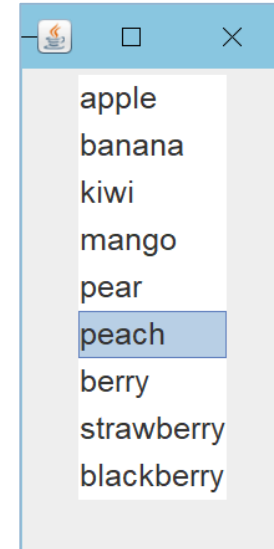 apple
banana
kiwi
mango
pear
peach
berry
strawberry
blackberry